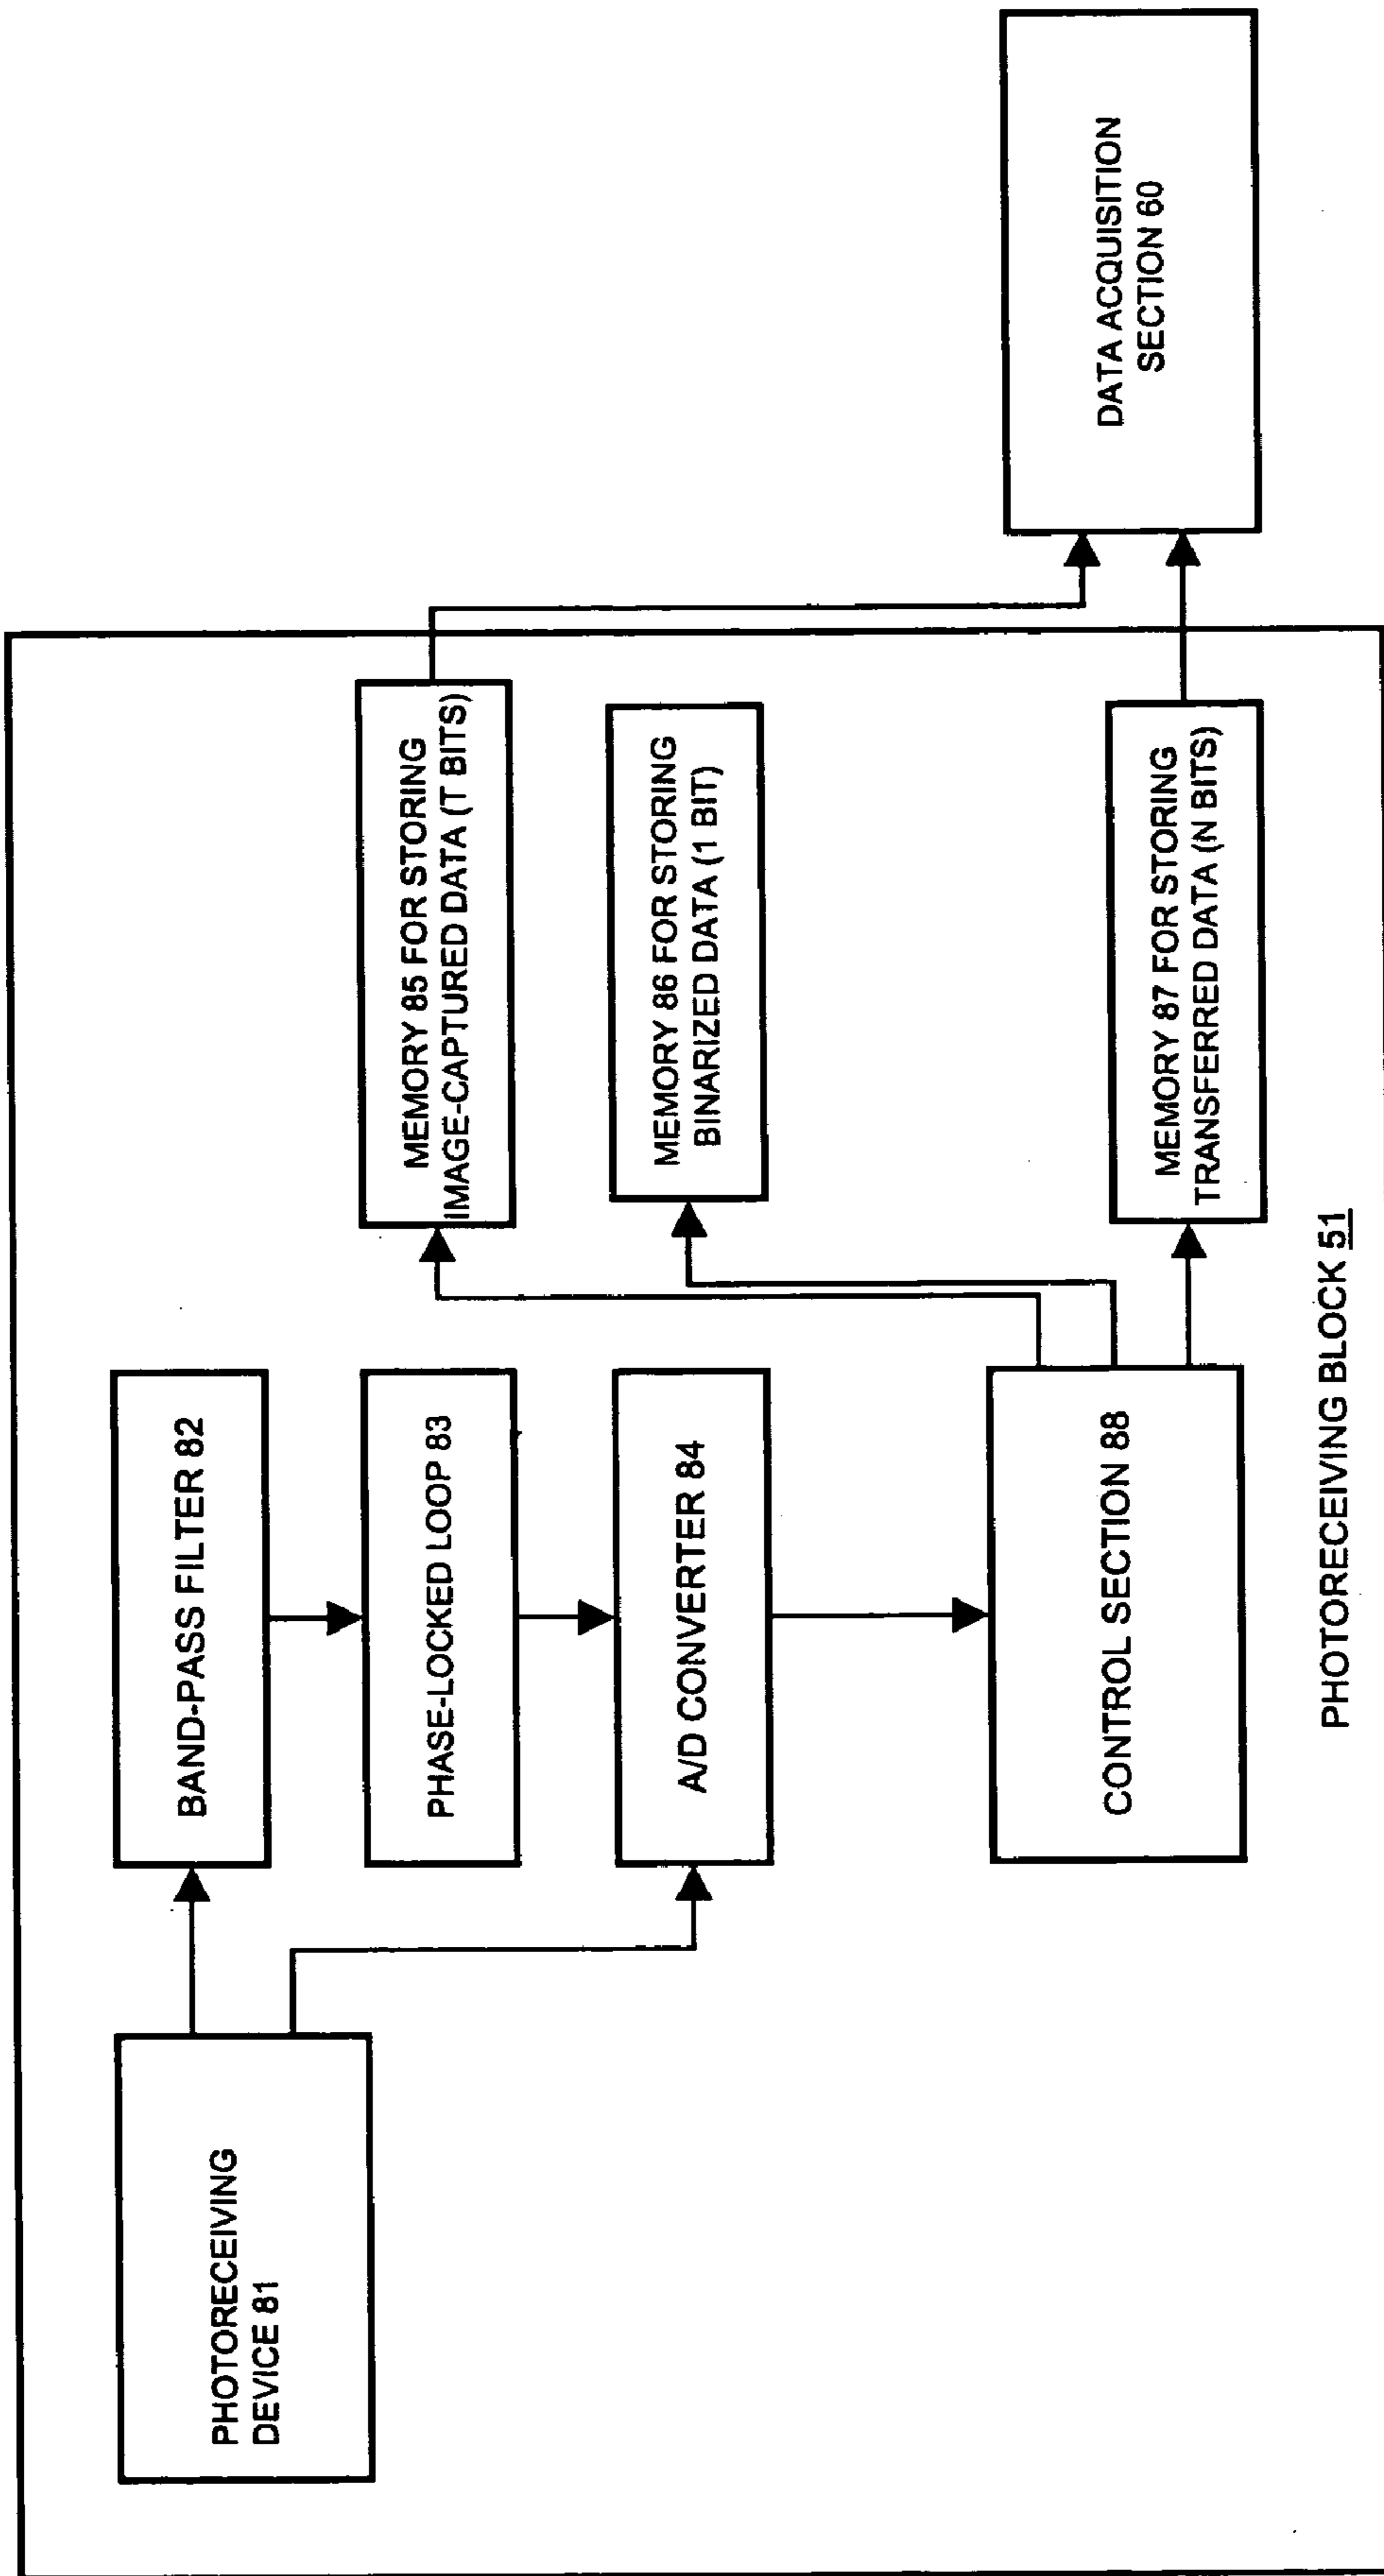 PHOTORECEIVING
DEVICE 81
BAND-PASS FILTER 82
PHASE-LOCKED LOOP 83
A/D CONVERTER 84
CONTROL SECTION 88
MEMORY 85 FOR STORING
IMAGE-CAPTURED DATA (T BITS)
MEMORY 86 FOR STORING
BINARIZED DATA (1 BIT)
MEMORY 87 FOR STORING
TRANSFERRED DATA (N BITS)
PHOTORECEIVING BLOCK 51
DATA ACQUISITION
SECTION 60